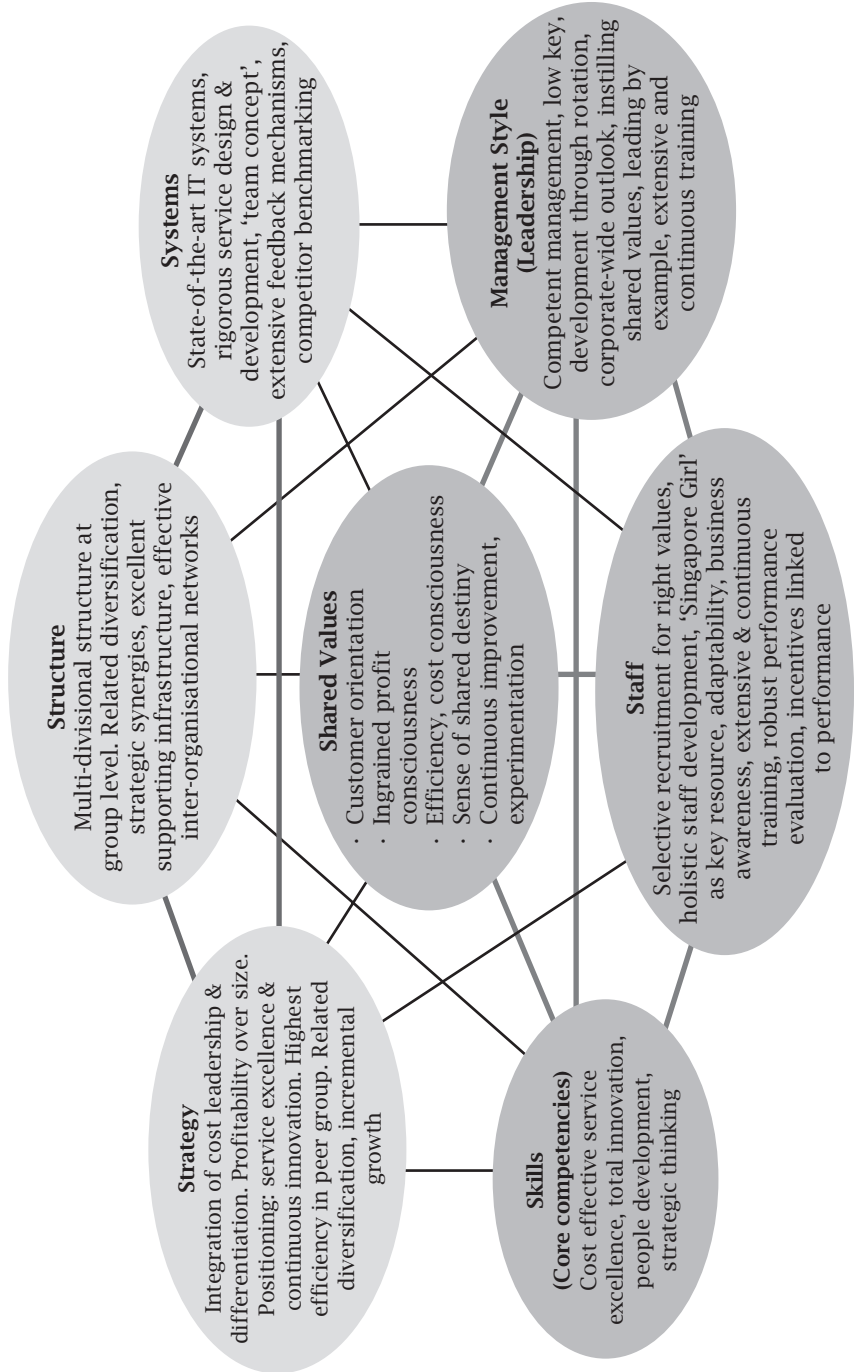 Structure
Multi-divisional structure at
group level. Related diversification,
strategic synergies, excellent
supporting infrastructure, effective
inter-organisational networks
Strategy
Integration of cost leadership &
differentiation. Profitability over size.
Positioning: service excellence &
continuous innovation. Highest
efficiency in peer group. Related
diversification, incremental
growth
Systems
State-of-the-art IT systems,
rigorous service design &
development, ‘team concept’,
extensive feedback mechanisms,
competitor benchmarking
Shared Values
· Customer orientation
· Ingrained profit
consciousness
· Efficiency, cost consciousness
· Sense of shared destiny
· Continuous improvement,
experimentation
Skills
(Core competencies)
Cost effective service
excellence, total innovation,
people development,
strategic thinking
Management Style
(Leadership)
Competent management, low key,
development through rotation,
corporate-wide outlook, instilling
shared values, leading by
example, extensive and
continuous training
Staff
Selective recruitment for right values,
holistic staff development, ‘Singapore Girl’
as key resource, adaptability, business
awareness, extensive & continuous
training, robust performance
evaluation, incentives linked
to performance